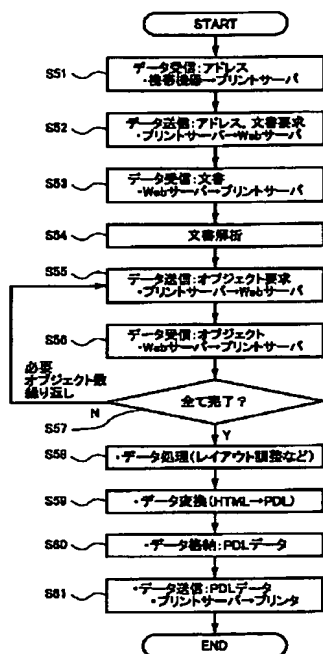 START
S51
データ受信：アドレス
・携帯機器→プリントサーバ
S52
データ送信：アドレス、文書要求
・プリントサーバ→Webサーバ
S53
データ受信：文書
・Webサーバ→プリントサーバ
S54
文書解析
S55
データ送信：オブジェクト要求
・プリントサーバ→Webサーバ
S56
データ受信：オブジェクト
・Webサーバ→プリントサーバ
必要
オブジェクト数
繰り返し
N
全て完了？
S57
Y
S58
・データ処理(レイアウト調整など)
S59
・データ変換(HTML→PDL)
S60
・データ格納：PDLデータ
S61
・データ送信：PDLデータ
・プリントサーバ→プリンタ
END